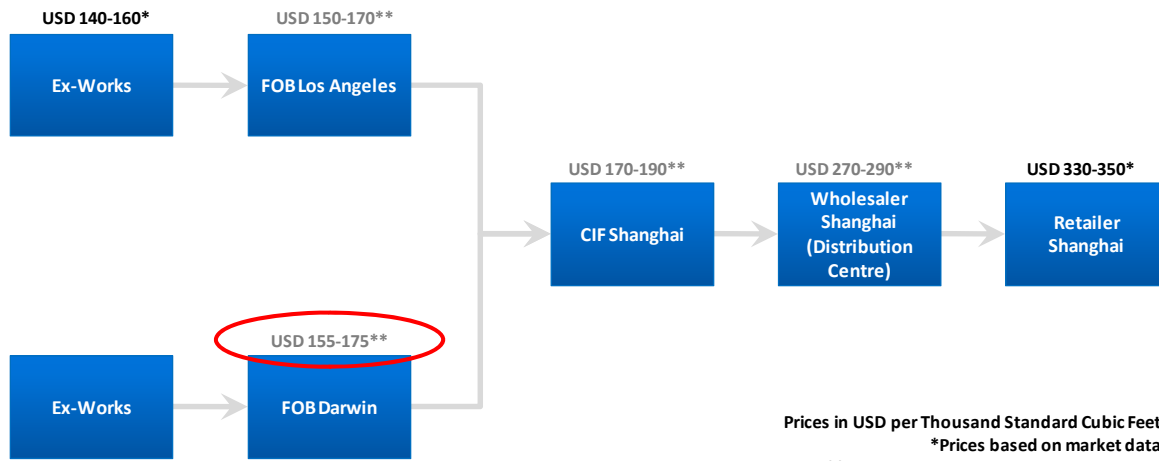 USD 140-160*
USD 150-170**
Ex-Works
FOB Los Angeles
USD 170-190**
USD 270-290**
USD 330-350*
CIF Shanghai
Wholesaler
Shanghai
(Distribution
Centre)
Retailer
Shanghai
USD 155-175**
Ex-Works
FOB Darwin
Prices in USD per Thousand Standard Cubic Feet
*Prices based on market data